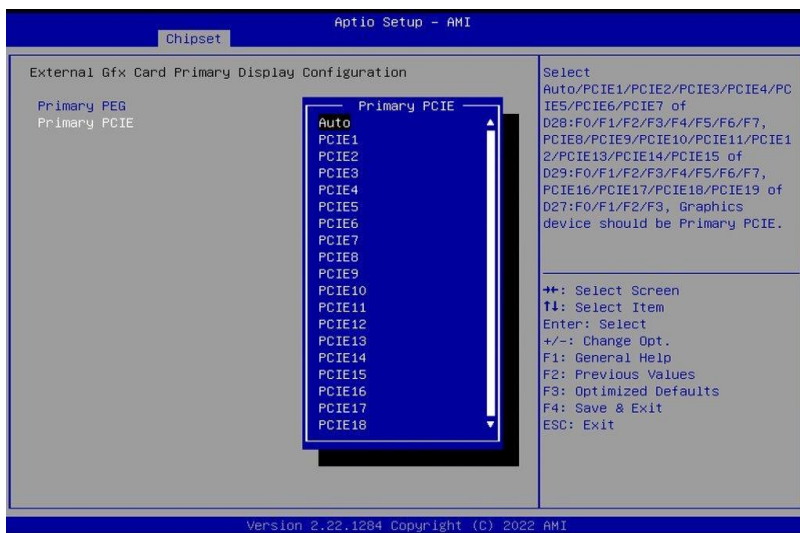 Aptio Setup – AMI
Chipset
External Gfx Card Primary Display Configuration
Primary PEG
Primary PCIE
Primary PCIE
Auto
PCIE1
PCIE2
PCIE3
PCIE4
PCIE5
PCIE6
PCIE7
PCIE8
PCIE9
PCIE10
PCIE11
PCIE12
PCIE13
PCIE14
PCIE15
PCIE16
PCIE17
PCIE18
Select
Auto/PCIE1/PCIE2/PCIE3/PCIE4/PC
IE5/PCIE6/PCIE7 of
D28:F0/F1/F2/F3/F4/F5/F6/F7,
PCIE8/PCIE9/PCIE10/PCIE11/PCIE1
2/PCIE13/PCIE14/PCIE15 of
D29:F0/F1/F2/F3/F4/F5/F6/F7,
PCIE16/PCIE17/PCIE18/PCIE19 of
D27:F0/F1/F2/F3, Graphics
device should be Primary PCIE.
→←: Select Screen
↑↓: Select Item
Enter: Select
+/-: Change Opt.
F1: General Help
F2: Previous Values
F3: Optimized Defaults
F4: Save & Exit
ESC: Exit
Version 2.22.1284 Copyright (C) 2022 AMI